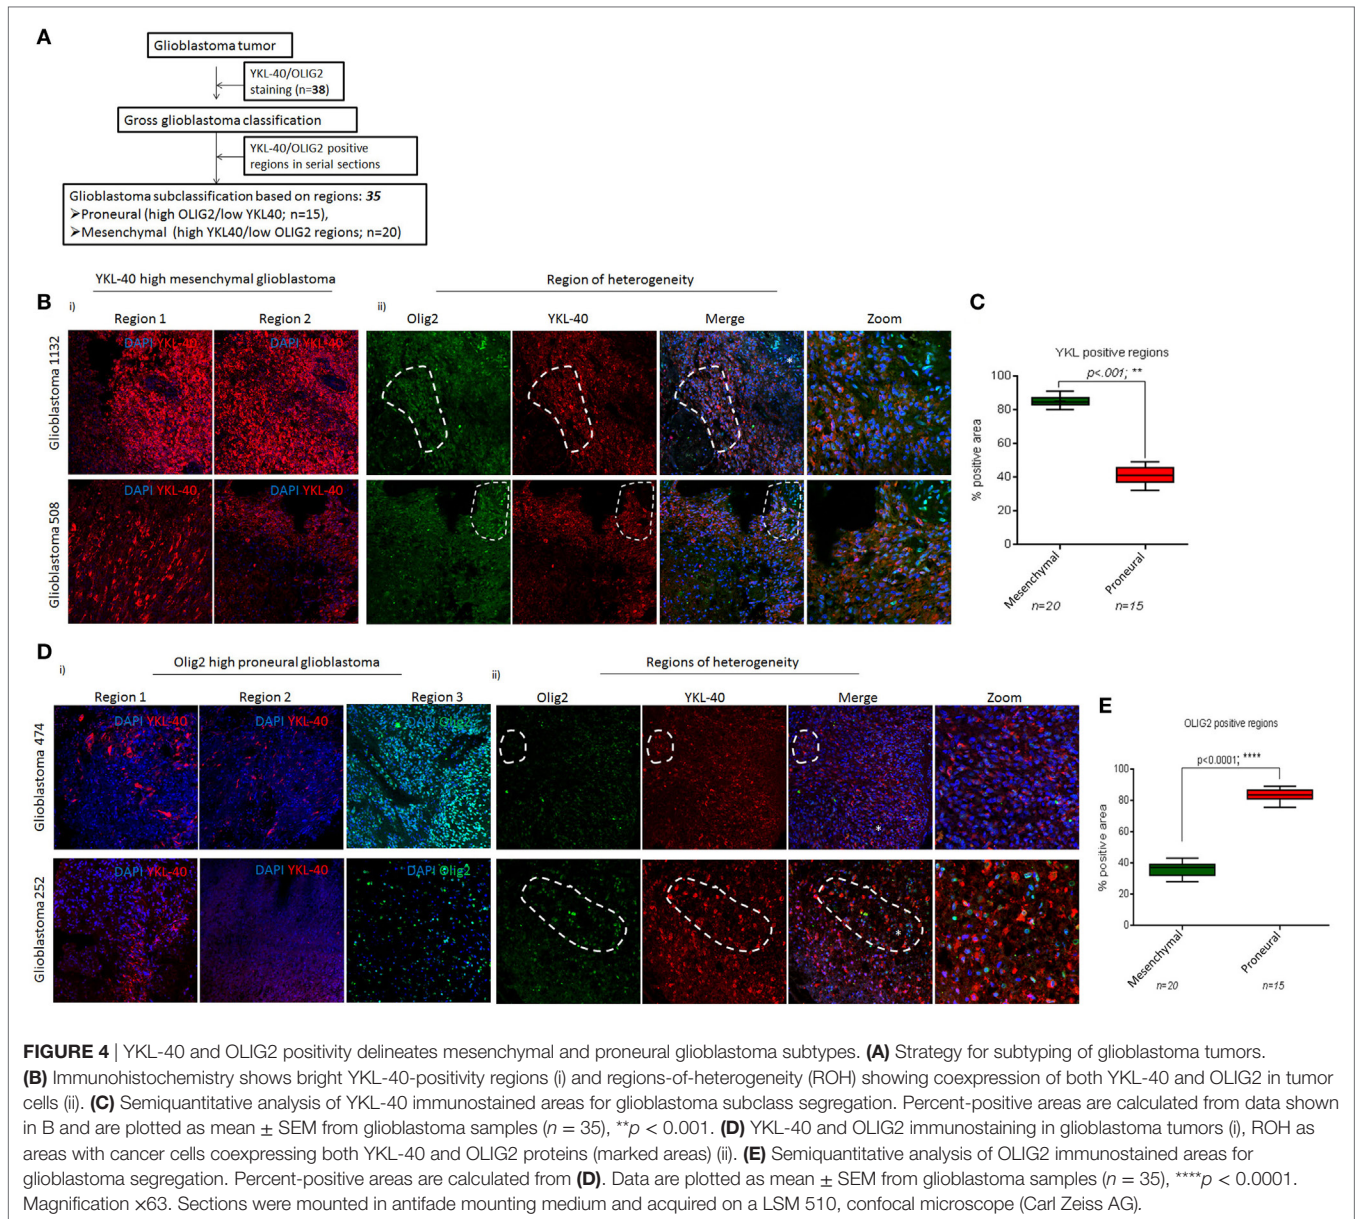 A
Glioblastoma tumor
YKL-40/OLIG2
staining (n=38)
Gross glioblastoma classification
YKL-40/OLIG2 positive
regions in serial sections
Glioblastoma subclassification based on regions: 35
➢Proneural (high OLIG2/low YKL40; n=15),
➢Mesenchymal (high YKL40/low OLIG2 regions; n=20)
B
YKL-40 high mesenchymal glioblastoma
Region of heterogeneity
i)
ii)
Region 1
Region 2
Olig2
YKL-40
Merge
Zoom
Glioblastoma 1132
DAPI YKL-40
DAPI YKL-40
*
Glioblastoma 508
DAPI YKL-40
DAPI YKL-40
*
C
YKL positive regions
p<.001; **
% positive area
100
80
60
40
20
0
Mesenchymal
Proneural
n=20
n=15
D
Olig2 high proneural glioblastoma
Regions of heterogeneity
i)
ii)
Region 1
Region 2
Region 3
Olig2
YKL-40
Merge
Zoom
Glioblastoma 474
DAPI YKL-40
DAPI YKL-40
DAPI Olig2
*
Glioblastoma 252
DAPI YKL-40
DAPI YKL-40
DAPI Olig2
*
E
OLIG2 positive regions
p<0.0001; ****
% positive area
100
80
60
40
20
0
Mesenchymal
Proneural
n=20
n=15
FIGURE 4 | YKL-40 and OLIG2 positivity delineates mesenchymal and proneural glioblastoma subtypes. (A) Strategy for subtyping of glioblastoma tumors.
(B) Immunohistochemistry shows bright YKL-40-positivity regions (i) and regions-of-heterogeneity (ROH) showing coexpression of both YKL-40 and OLIG2 in tumor
cells (ii). (C) Semiquantitative analysis of YKL-40 immunostained areas for glioblastoma subclass segregation. Percent-positive areas are calculated from data shown
in B and are plotted as mean ± SEM from glioblastoma samples (n = 35), **p < 0.001. (D) YKL-40 and OLIG2 immunostaining in glioblastoma tumors (i), ROH as
areas with cancer cells coexpressing both YKL-40 and OLIG2 proteins (marked areas) (ii). (E) Semiquantitative analysis of OLIG2 immunostained areas for
glioblastoma segregation. Percent-positive areas are calculated from (D). Data are plotted as mean ± SEM from glioblastoma samples (n = 35), ****p < 0.0001.
Magnification ×63. Sections were mounted in antifade mounting medium and acquired on a LSM 510, confocal microscope (Carl Zeiss AG).